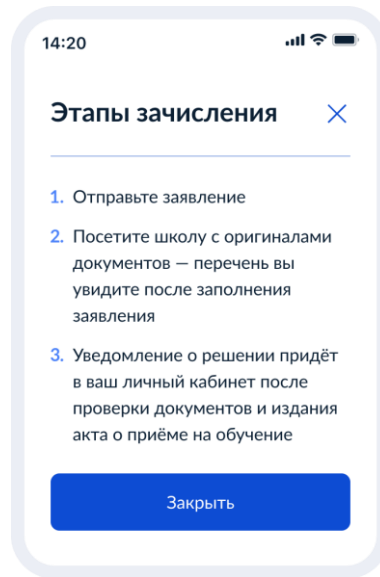 14:20
Этапы зачисления
1. Отправьте заявление
2. Посетите школу с оригиналами
документов — перечень вы
увидите после заполнения
заявления
3. Уведомление о решении придёт
в ваш личный кабинет после
проверки документов и издания
акта о приёме на обучение
Закрыть